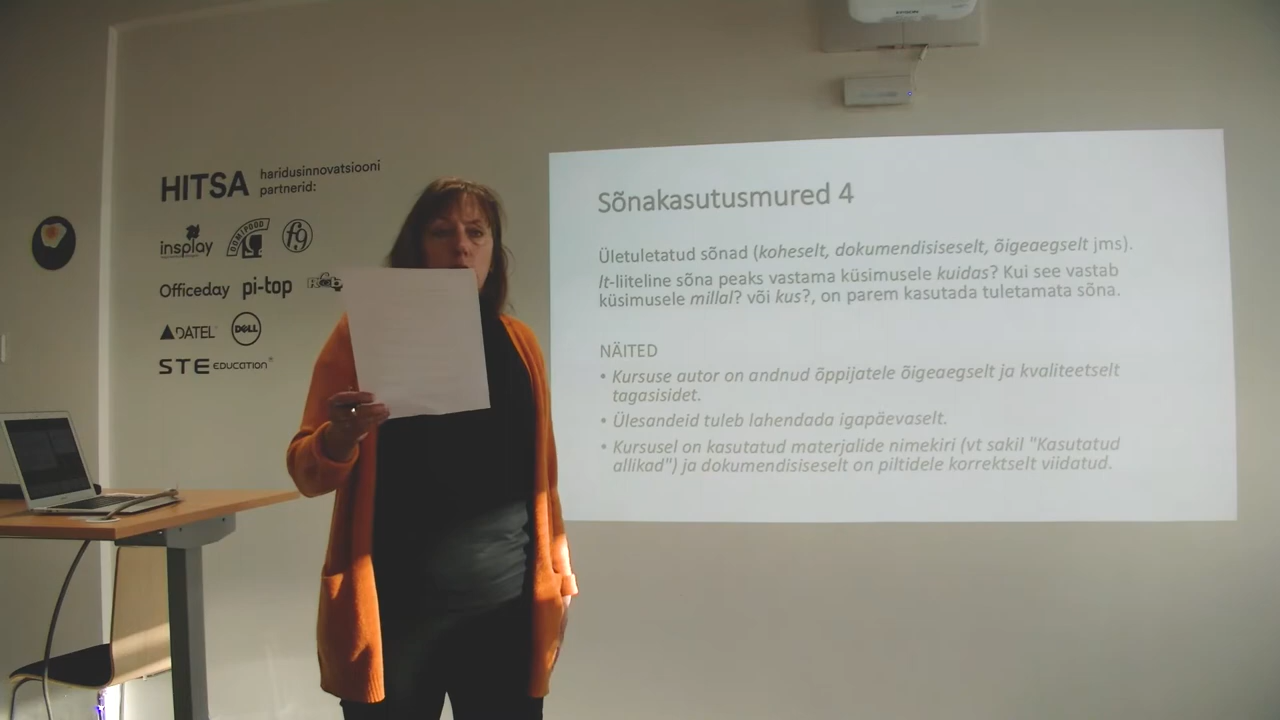 HITSA haridusinnovatsiooni
partnerid:
insplay
OOMIPOOD
f9
Officeday pi-top
DATEL DELL
STE EDUCATION
EPSON
Sõnakasutusmured 4
Ületuletatud sõnad (koheselt, dokumendisiseselt, õigeaegselt jms).
lt-liiteline sõna peaks vastama küsimusele kuidas? Kui see vastab
küsimusele millal? või kus?, on parem kasutada tuletamata sõna.
NÄITED
• Kursuse autor on andnud õppijatele õigeaegselt ja kvaliteetselt
tagasisidet.
• Ülesandeid tuleb lahendada igapäevaselt.
• Kursusel on kasutatud materjalide nimekiri (vt sakil "Kasutatud
allikad") ja dokumendisiseselt on piltidele korrektselt viidatud.